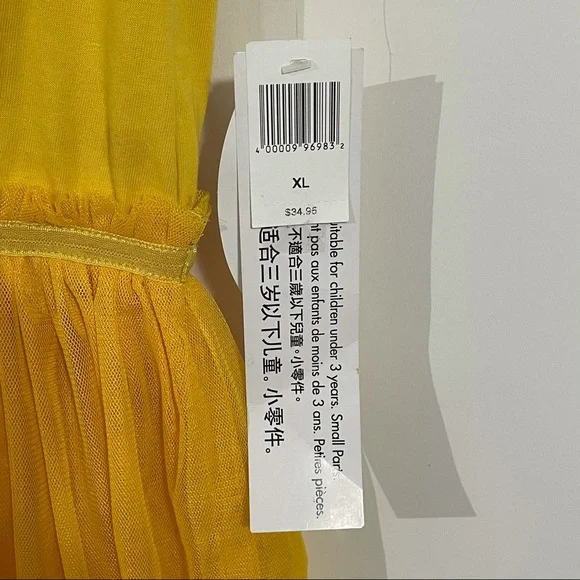 4 00009 96983 2
XL
$34.95
itable for children under 3 years. Small Part
nt pas aux enfants de moins de 3 ans. Petites pièces.
不適合三歲以下兒童。小零件。
适合三岁以下儿童。小零件。